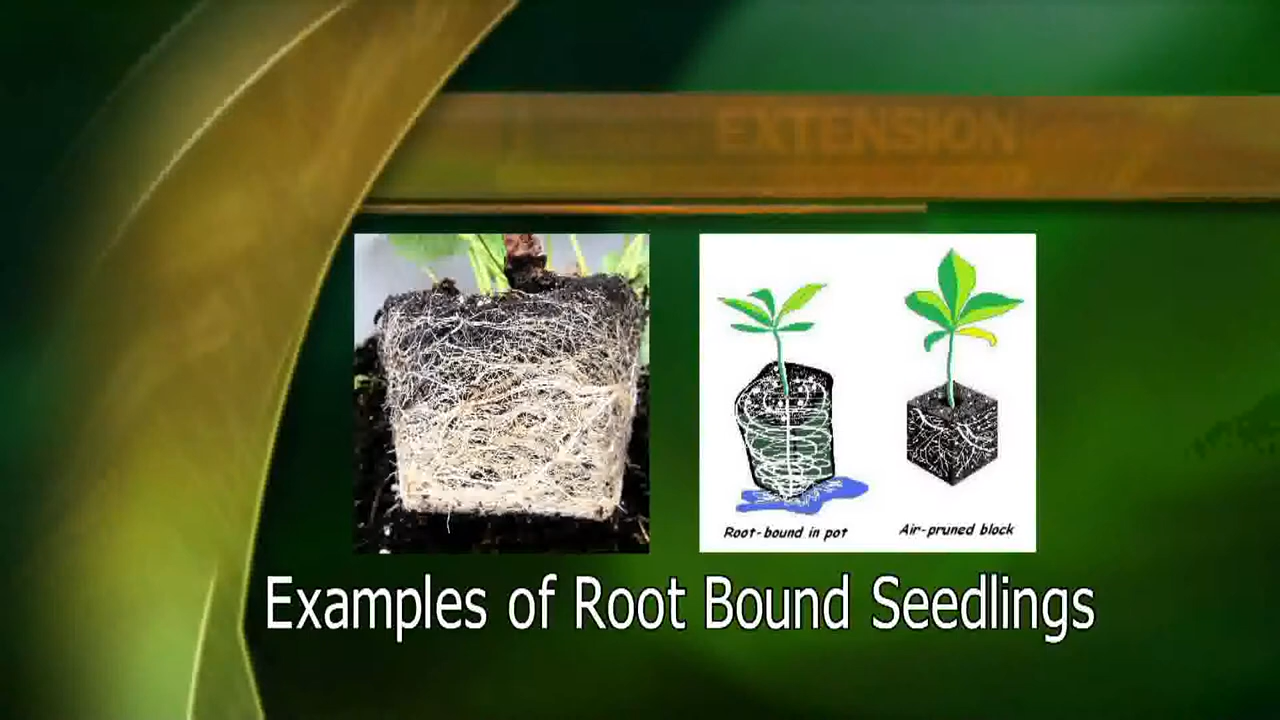 EXTENSION
Root-bound in pot
Air-pruned block
Examples of Root Bound Seedlings